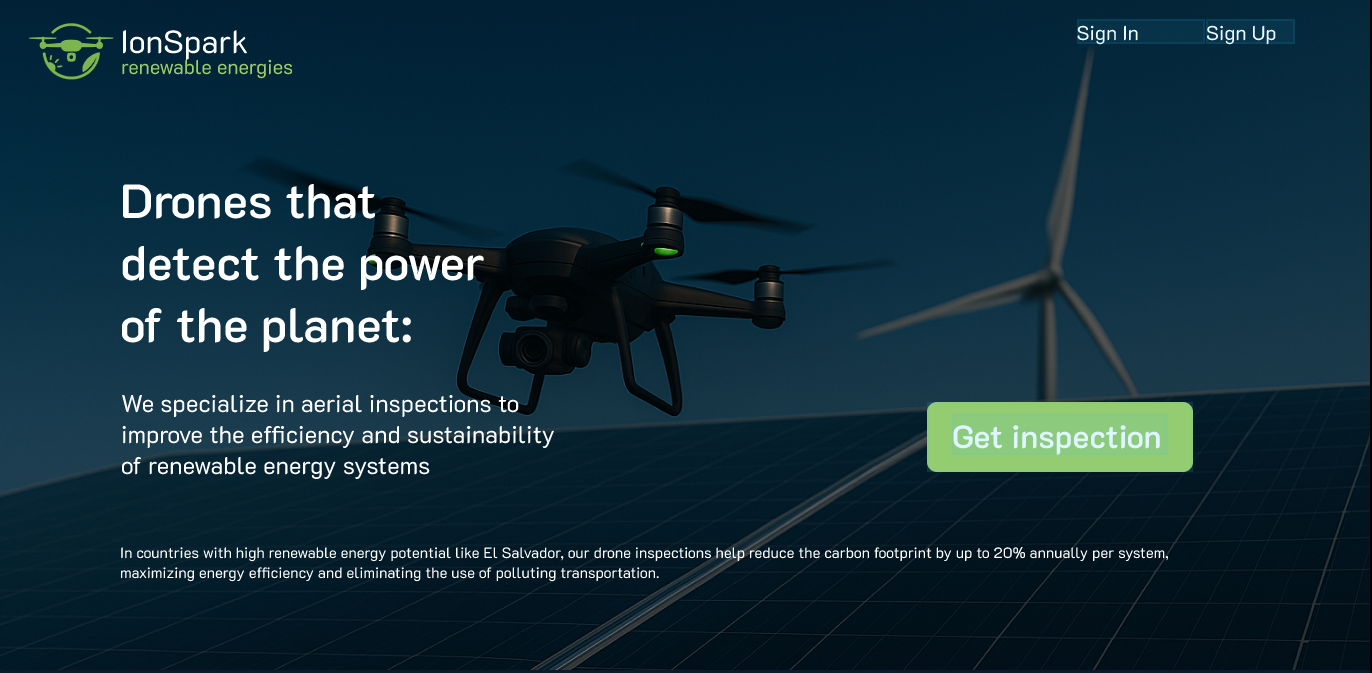 IonSpark
renewable energies
Sign In
Sign Up
Drones that
detect the power
of the planet:
We specialize in aerial inspections to
improve the efficiency and sustainability
of renewable energy systems
Get inspection
In countries with high renewable energy potential like El Salvador, our drone inspections help reduce the carbon footprint by up to 20% annually per system,
maximizing energy efficiency and eliminating the use of polluting transportation.